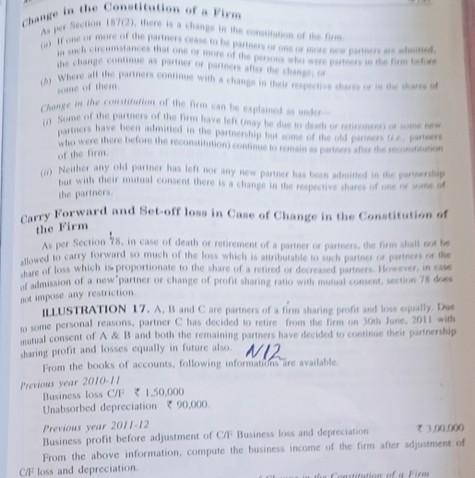 Change in the Constitution of a Firm
As per Section 187(2), there is a change in the constitution of the firm
(a) If one or more of the partners cease to be partners or one or more new partners are admitted,
in such circumstances that one or more of the persons who were partners in the firm before
the change continue as partner or partners after the change; or
(b) Where all the partners continue with a change in their respective shares or in the shares of
some of them.
Change in the constitution of the firm can be explained as under—
(i) Some of the partners of the firm have left (may be due to death or retirement) or some new
partners have been admitted in the partnership but some of the old partners (i.e., partners
who were there before the reconstitution) continue to remain as partners after the reconstitution
of the firm.
(ii) Neither any old partner has left nor any new partner has been admitted in the partnership
but with their mutual consent there is a change in the respective shares of one or some of
the partners.
Carry Forward and Set-off loss in Case of Change in the Constitution of
the Firm
As per Section 78, in case of death or retirement of a partner or partners, the firm shall not be
allowed to carry forward so much of the loss which is attributable to such partner or partners or the
share of loss which is proportionate to the share of a retired or decreased partners. However, in case
of admission of a new partner or change of profit sharing ratio with mutual consent, section 78 does
not impose any restriction.
ILLUSTRATION 17. A, B and C are partners of a firm sharing profit and loss equally. Due
to some personal reasons, partner C has decided to retire from the firm on 30th June, 2011 with
mutual consent of A & B and both the remaining partners have decided to continue their partnership
sharing profit and losses equally in future also. N12
From the books of accounts, following informations are available.
Previous year 2010-11
Business loss C/F ₹ 1,50,000
Unabsorbed depreciation ₹ 90,000
Previous year 2011-12
Business profit before adjustment of C/F Business loss and depreciation ₹ 3,00,000
From the above information, compute the business income of the firm after adjustment of
C/F loss and depreciation.
Constitution of a Firm